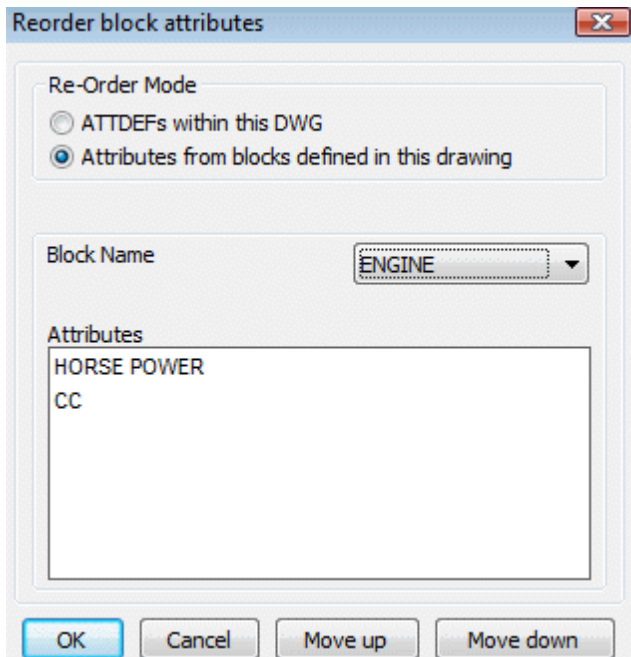 Reorder block attributes
Re-Order Mode
ATTDEFs within this DWG
Attributes from blocks defined in this drawing
Block Name
ENGINE
Attributes
HORSE POWER
CC
OK Cancel Move up Move down